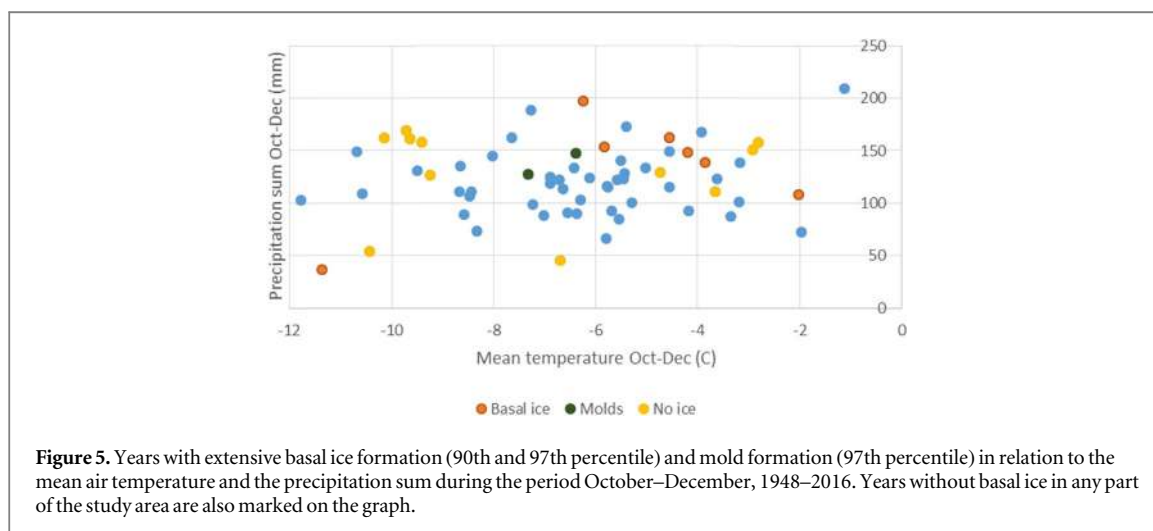 250
200
150
100
50
0
Precipitation sum Oct-Dec (mm)
-12 -10 -8 -6 -4 -2 0
Mean temperature Oct-Dec (C)
Basal ice Molds No ice
Figure 5. Years with extensive basal ice formation (90th and 97th percentile) and mold formation (97th percentile) in relation to the
mean air temperature and the precipitation sum during the period October–December, 1948–2016. Years without basal ice in any part
of the study area are also marked on the graph.